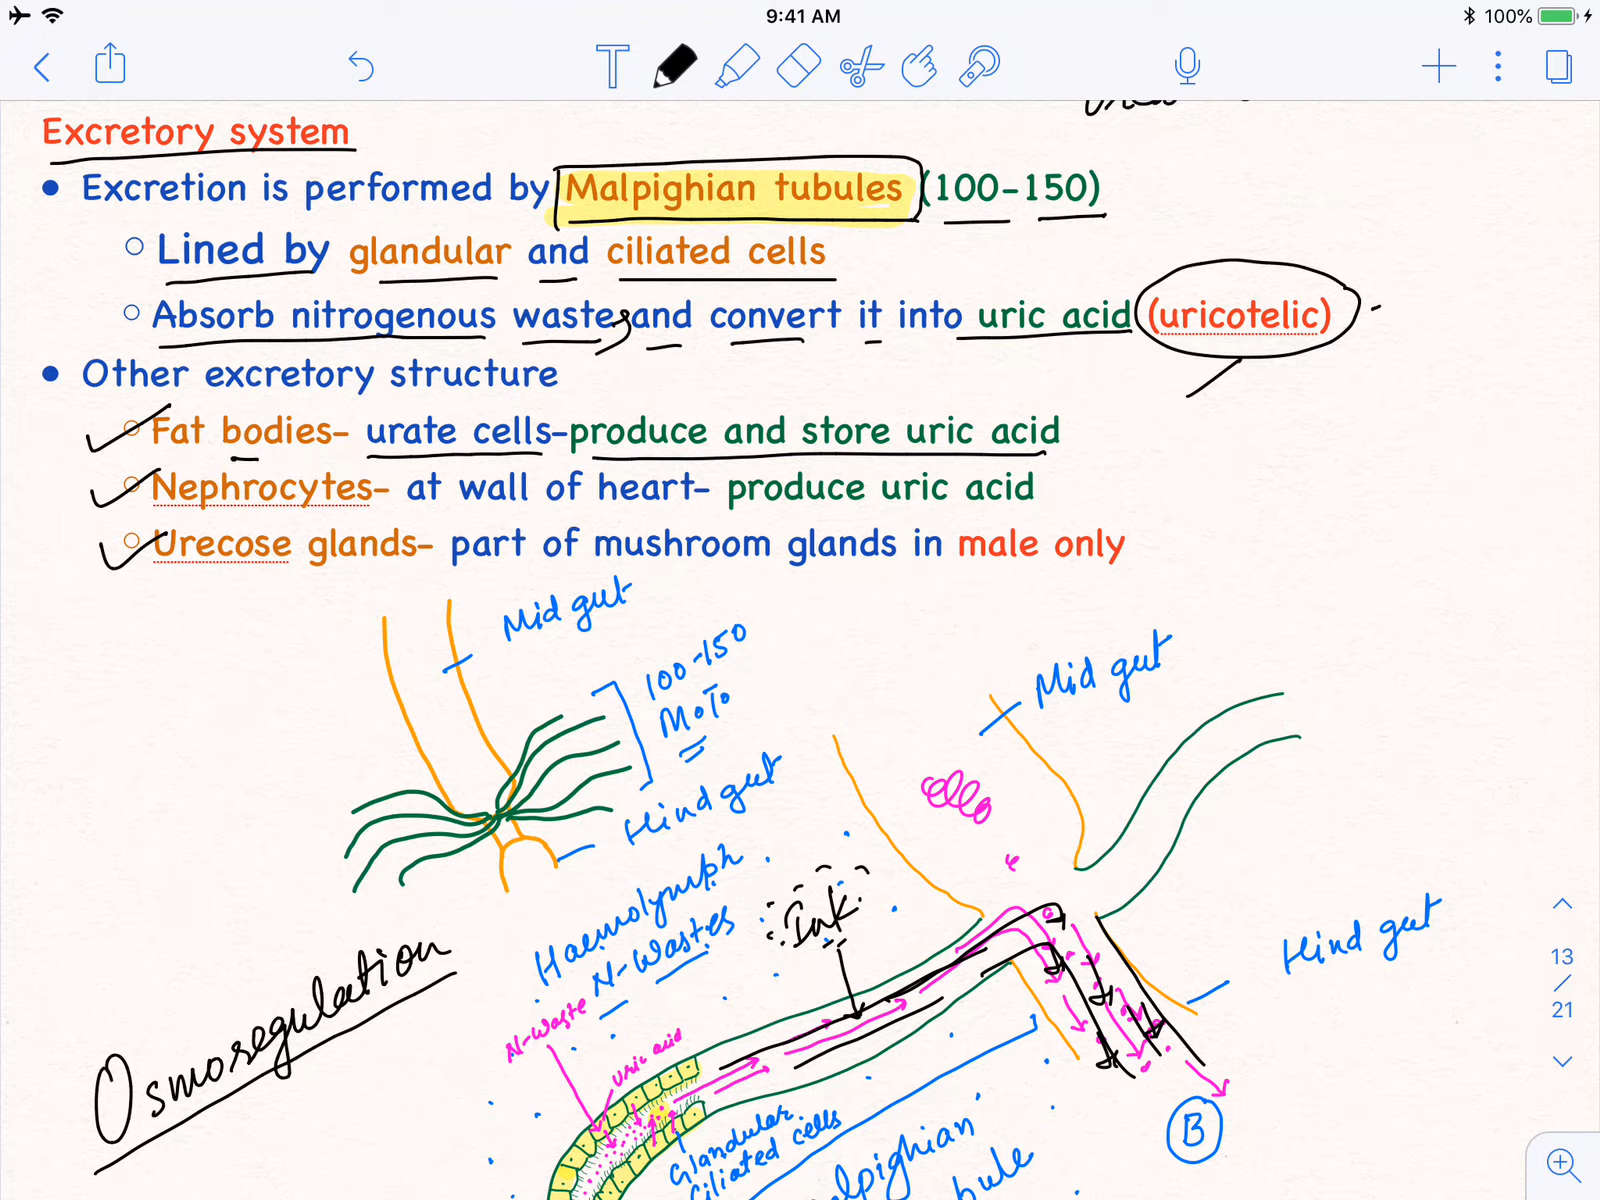 9:41 AM
100%
T
Excretory system
• Excretion is performed by Malpighian tubules (100-150)
○ Lined by glandular and ciliated cells
○ Absorb nitrogenous wastes and convert it into uric acid (uricotelic)
• Other excretory structure
○ Fat bodies- urate cells-produce and store uric acid
○ Nephrocytes- at wall of heart- produce uric acid
○ Urecose glands- part of mushroom glands in male only
Mid gut
100-150
M.T.
Hind gut
Mid gut
Haemolymph
N-Wastes
Ink
Hind gut
Osmoregulation
N-Waste
Uric acid
Glandular
Ciliated cells
B
13
/
21